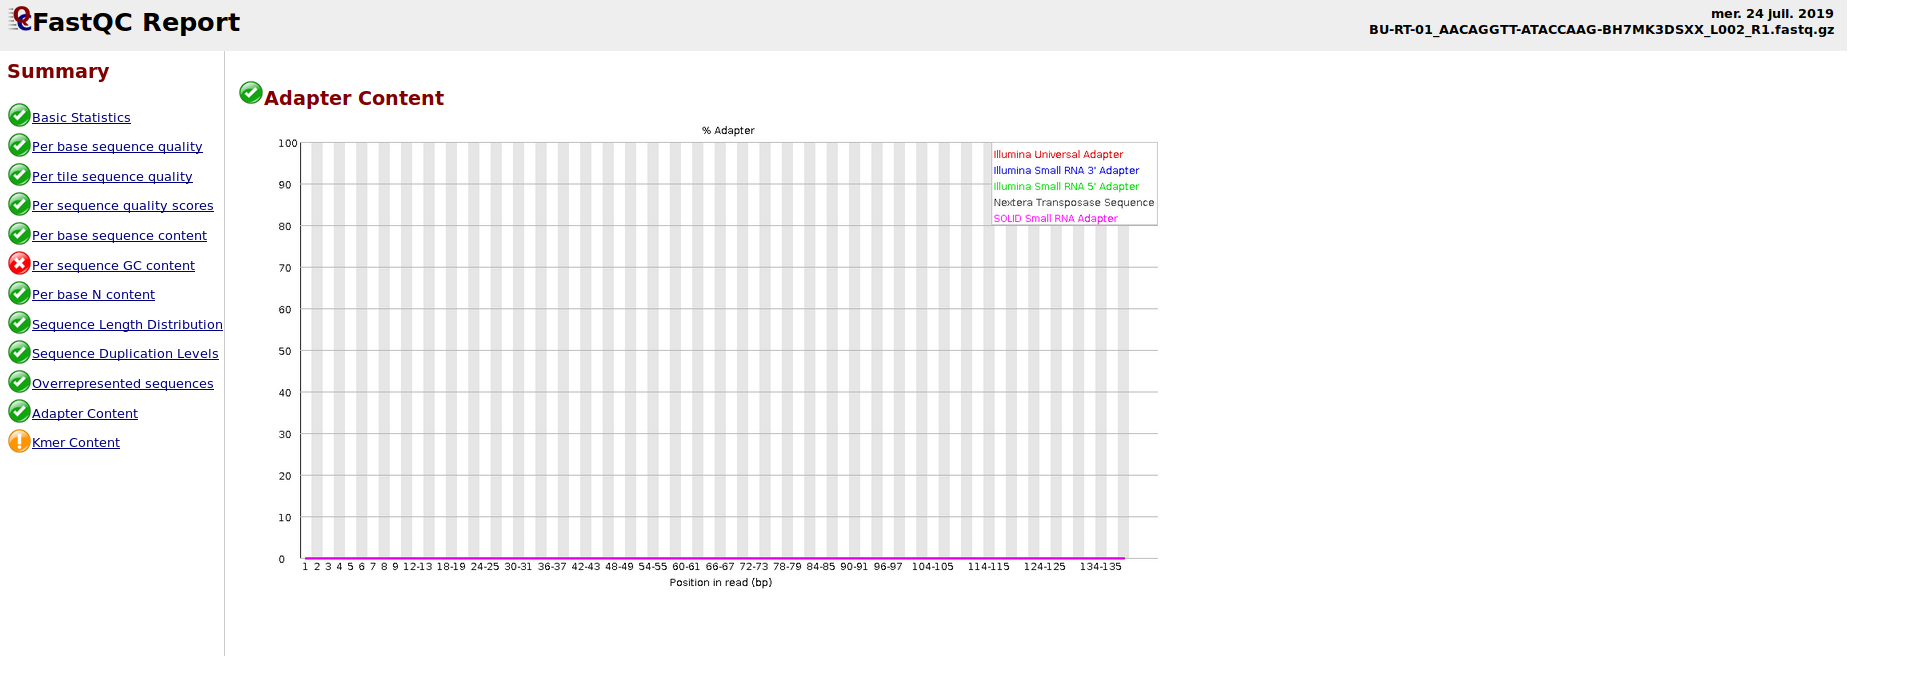 FastQC Report
mer. 24 juil. 2019
BU-RT-01_AACAGGTT-ATACCAAG-BH7MK3DSXX_L002_R1.fastq.gz
Summary
Basic Statistics
Per base sequence quality
Per tile sequence quality
Per sequence quality scores
Per base sequence content
Per sequence GC content
Per base N content
Sequence Length Distribution
Sequence Duplication Levels
Overrepresented sequences
Adapter Content
Kmer Content
Adapter Content
% Adapter
100
90
80
70
60
50
40
30
20
10
0
Illumina Universal Adapter
Illumina Small RNA 3' Adapter
Illumina Small RNA 5' Adapter
Nextera Transposase Sequence
SOLID Small RNA Adapter
1 2 3 4 5 6 7 8 9 12-13 18-19 24-25 30-31 36-37 42-43 48-49 54-55 60-61 66-67 72-73 78-79 84-85 90-91 96-97 104-105 114-115 124-125 134-135
Position in read (bp)